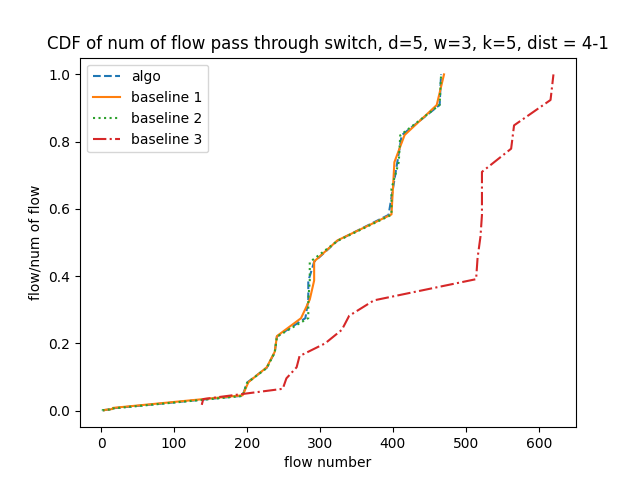 CDF of num of flow pass through switch, d=5, w=3, k=5, dist = 4-1
algo
baseline 1
baseline 2
baseline 3
1.0
0.8
0.6
0.4
0.2
0.0
flow/num of flow
0 100 200 300 400 500 600
flow number